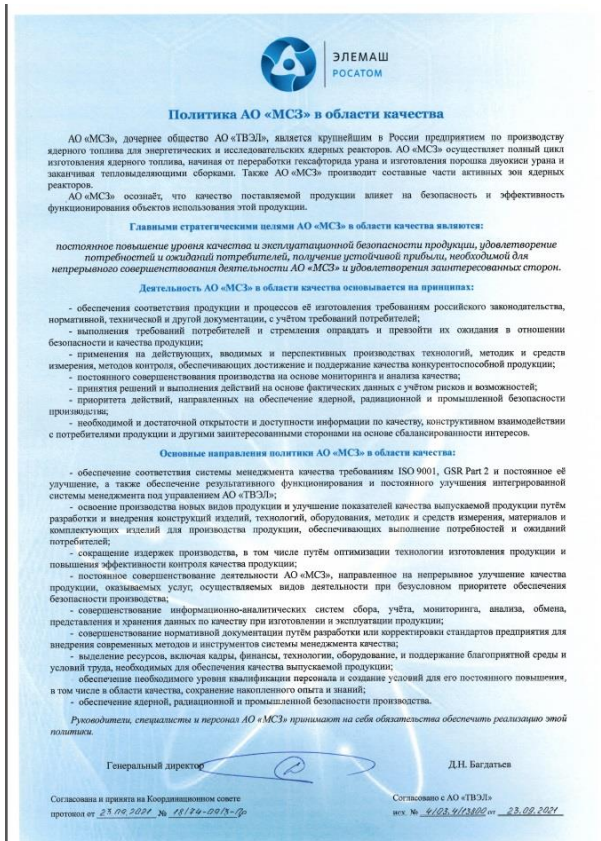 ЭЛЕМАШ
РОСАТОМ
Политика АО «МСЗ» в области качества
АО «МСЗ», дочернее общество АО «ТВЭЛ», является крупнейшим в России предприятием по производству
ядерного топлива для энергетических и исследовательских ядерных реакторов. АО «МСЗ» осуществляет полный цикл
изготовления ядерного топлива, начиная от переработки гексафторида урана и изготовления порошка двуокиси урана и
заканчивая тепловыделяющими сборками. Также АО «МСЗ» производит составные части активных зон ядерных
реакторов.
АО «МСЗ» осознаёт, что качество поставляемой продукции влияет на безопасность и эффективность
функционирования объектов использования этой продукции.
Главными стратегическими целями АО «МСЗ» в области качества являются:
постоянное повышение уровня качества и эксплуатационной безопасности продукции, удовлетворение
потребностей и ожиданий потребителей, получение устойчивой прибыли, необходимой для
непрерывного совершенствования деятельности АО «МСЗ» и удовлетворения заинтересованных сторон.
Деятельность АО «МСЗ» в области качества основывается на принципах:
- обеспечения соответствия продукции и процессов её изготовления требованиям российского законодательства,
нормативной, технической и другой документации, с учётом требований потребителей;
- выполнения требований потребителей и стремления оправдать и превзойти их ожидания в отношении
безопасности и качества продукции;
- применения на действующих, вводимых и перспективных производствах технологий, методик и средств
измерения, методов контроля, обеспечивающих достижение и поддержание качества конкурентоспособной продукции;
- постоянного совершенствования производства на основе мониторинга и анализа качества;
- принятия решений и выполнения действий на основе фактических данных с учётом рисков и возможностей;
- приоритета действий, направленных на обеспечение ядерной, радиационной и промышленной безопасности
производства;
- необходимой и достаточной открытости и доступности информации по качеству, конструктивном взаимодействии
с потребителями продукции и другими заинтересованными сторонами на основе сбалансированности интересов.
Основные направления политики АО «МСЗ» в области качества:
- обеспечение соответствия системы менеджмента качества требованиям ISO 9001, GSR Part 2 и постоянное её
улучшение, а также обеспечение результативного функционирования и постоянного улучшения интегрированной
системы менеджмента под управлением АО «ТВЭЛ»;
- освоение производства новых видов продукции и улучшение показателей качества выпускаемой продукции путём
разработки и внедрения конструкций изделий, технологий, оборудования, методик и средств измерения, материалов и
комплектующих изделий для производства продукции, обеспечивающих выполнение потребностей и ожиданий
потребителей;
- сокращение издержек производства, в том числе путём оптимизации технологии изготовления продукции и
повышения эффективности контроля качества продукции;
- постоянное совершенствование деятельности АО «МСЗ», направленное на непрерывное улучшение качества
продукции, оказываемых услуг, осуществляемых видов деятельности при безусловном приоритете обеспечения
безопасности производства;
- совершенствование информационно-аналитических систем сбора, учёта, мониторинга, анализа, обмена,
представления и хранения данных по качеству при изготовлении и эксплуатации продукции;
- совершенствование нормативной документации путём разработки или корректировки стандартов предприятия для
внедрения современных методов и инструментов системы менеджмента качества;
- выделение ресурсов, включая кадры, финансы, технологии, оборудование, и поддержание благоприятной среды и
условий труда, необходимых для обеспечения качества выпускаемой продукции;
обеспечение необходимого уровня квалификации персонала и создание условий для его постоянного повышения,
в том числе в области качества, сохранение накопленного опыта и знаний;
- обеспечение ядерной, радиационной и промышленной безопасности производства.
Руководители, специалисты и персонал АО «МСЗ» принимают на себя обязательства обеспечить реализацию этой
политики.
Генеральный директор
Д.Н. Багдатьев
Согласована и принята на Координационном совете
протокол от 23.09.2021 №
Согласовано с АО «ТВЭЛ»
исх. № 4/03.4/13800 от 23.09.2021